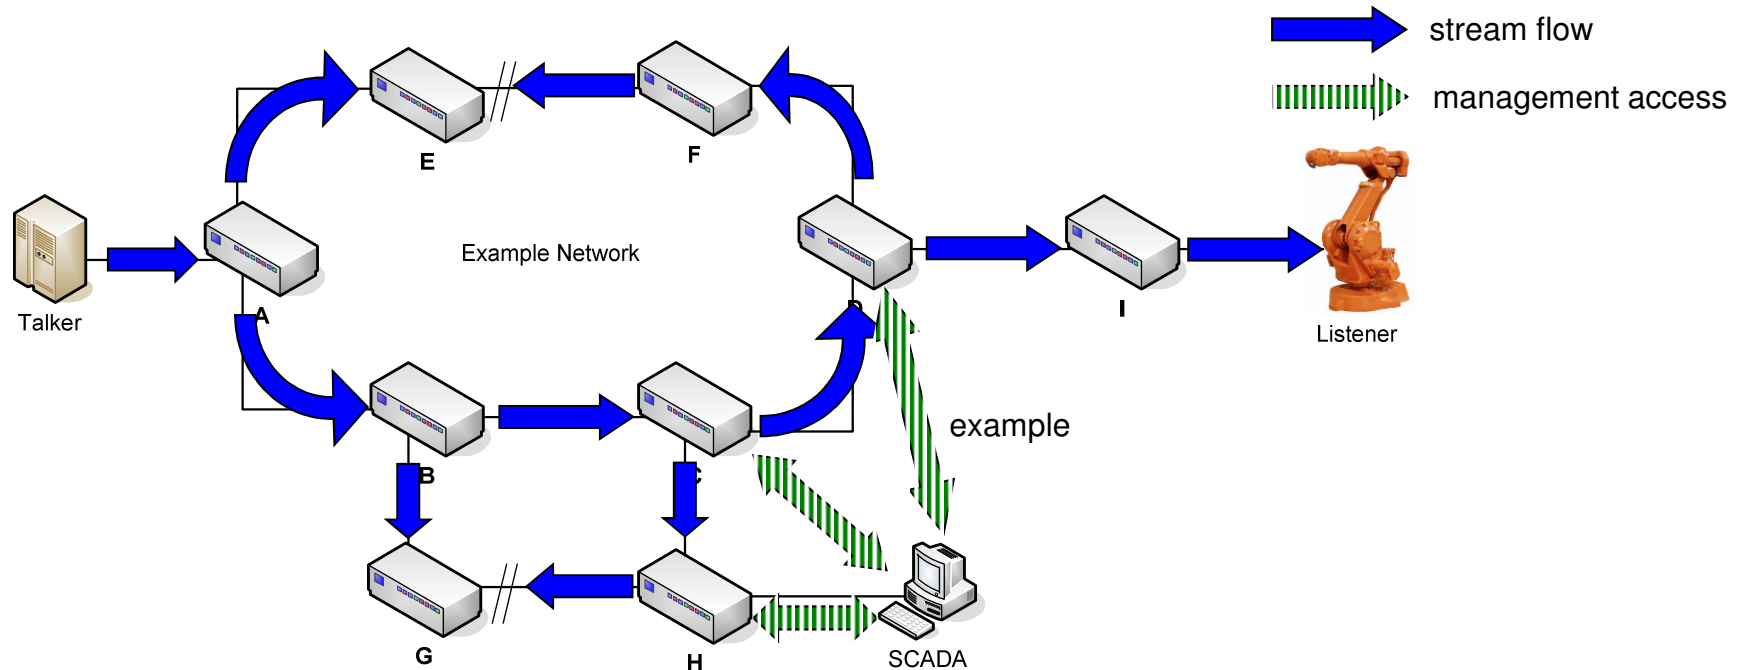 stream flow
management access
E
F
Example Network
Talker
A
D
I
Listener
example
B
C
G
H
SCADA